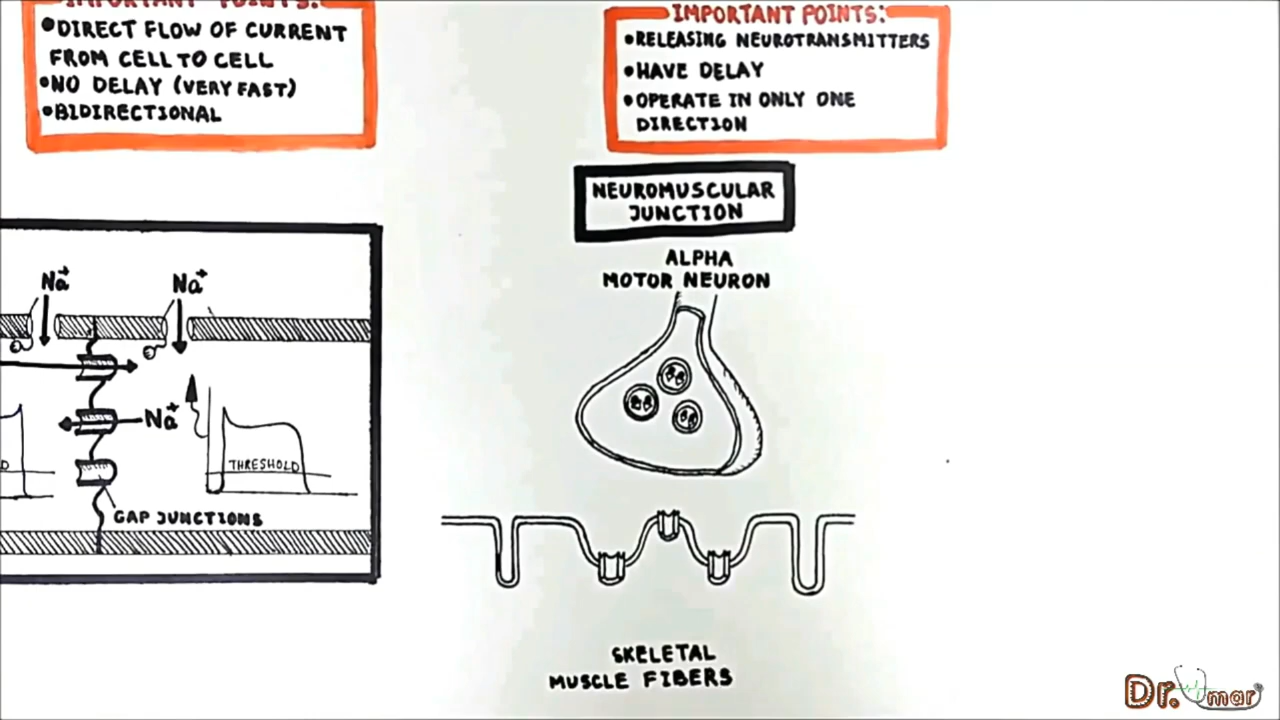 IMPORTANT POINTS:
•DIRECT FLOW OF CURRENT
FROM CELL TO CELL
•NO DELAY (VERY FAST)
•BIDIRECTIONAL
IMPORTANT POINTS:
•RELEASING NEUROTRANSMITTERS
•HAVE DELAY
•OPERATE IN ONLY ONE
DIRECTION
NEUROMUSCULAR
JUNCTION
ALPHA
MOTOR NEURON
Na+
Na+
Na+
D
THRESHOLD
GAP JUNCTIONS
SKELETAL
MUSCLE FIBERS
Dr. Umar